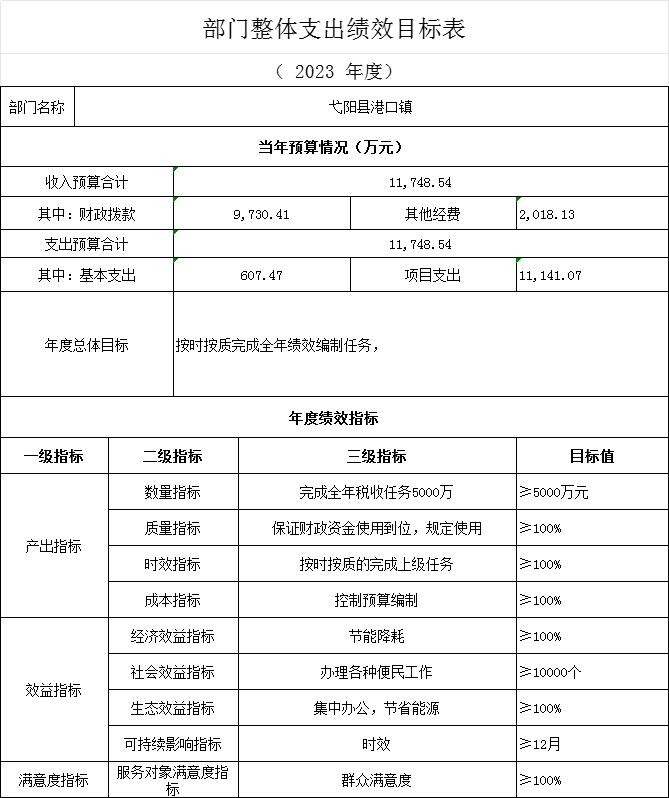 部门整体支出绩效目标表
（ 2023 年度）
部门名称 弋阳县港口镇
当年预算情况（万元）
收入预算合计 11,748.54
其中：财政拨款 9,730.41 其他经费 2,018.13
支出预算合计 11,748.54
其中：基本支出 607.47 项目支出 11,141.07
年度总体目标 按时按质完成全年绩效编制任务，
年度绩效指标
一级指标 二级指标 三级指标 目标值
产出指标 数量指标 完成全年税收任务5000万 ≥5000万元
质量指标 保证财政资金使用到位，规定使用 ≥100%
时效指标 按时按质的完成上级任务 ≥100%
成本指标 控制预算编制 ≥100%
效益指标 经济效益指标 节能降耗 ≥100%
社会效益指标 办理各种便民工作 ≥10000个
生态效益指标 集中办公，节省能源 ≥100%
可持续影响指标 时效 ≥12月
满意度指标 服务对象满意度指标 群众满意度 ≥100%